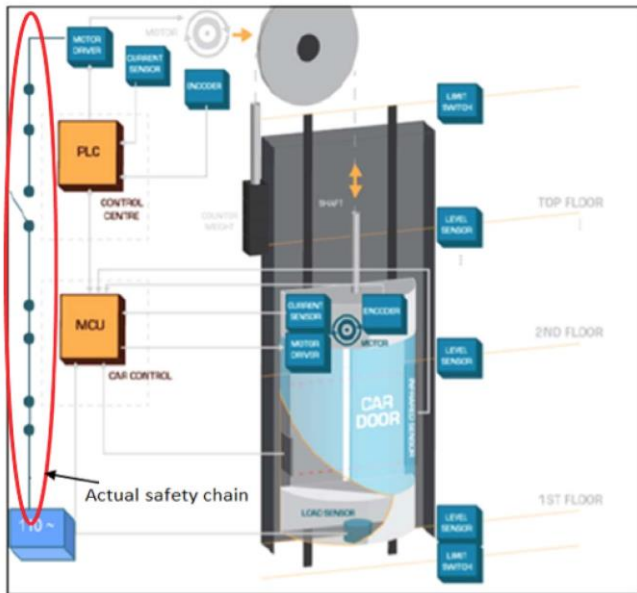 MOTOR
MOTOR
DRIVER
CURRENT
SENSOR
ENCODER
LIMIT
SWITCH
PLC
CONTROL
CENTRE
COUNTER
WEIGHT
SHAFT
TOP FLOOR
LEVEL
SENSOR
MCU
CAR CONTROL
CURRENT
SENSOR
ENCODER
MOTOR
DRIVER
MOTOR
2ND FLOOR
LEVEL
SENSOR
CAR
DOOR
INFRARED SENSOR
Actual safety chain
110 ~
LOAD SENSOR
1ST FLOOR
LEVEL
SENSOR
LIMIT
SWITCH